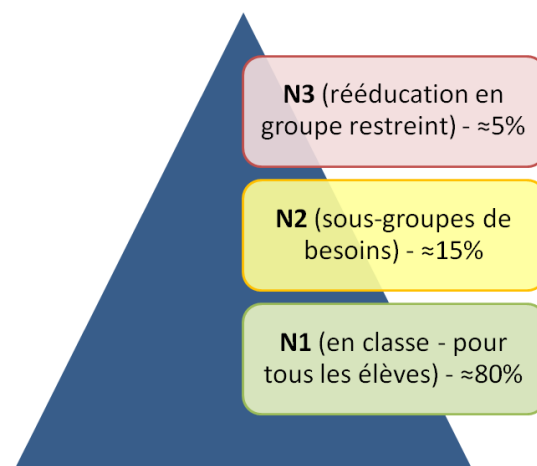 N3 (rééducation en
groupe restreint) - ≈5%
N2 (sous-groupes de
besoins) - ≈15%
N1 (en classe - pour
tous les élèves) - ≈80%